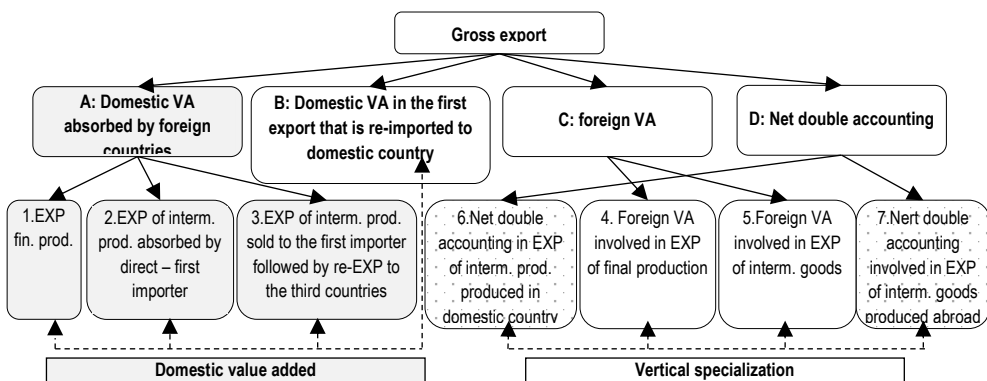 Gross export
A: Domestic VA
absorbed by foreign
countries
B: Domestic VA in the first
export that is re-imported to
domestic country
C: foreign VA
D: Net double accounting
1.EXP
fin. prod.
2.EXP of interm.
prod. absorbed by
direct – first
importer
3.EXP of interm. prod.
sold to the first importer
followed by re-EXP to
the third countries
6.Net double
accounting in EXP
of interm. prod.
produced in
domestic country
4. Foreign VA
involved in EXP
of final production
5.Foreign VA
involved in EXP
of interm. goods
7.Nert double
accounting
involved in EXP
of interm. goods
produced abroad
Domestic value added
Vertical specialization